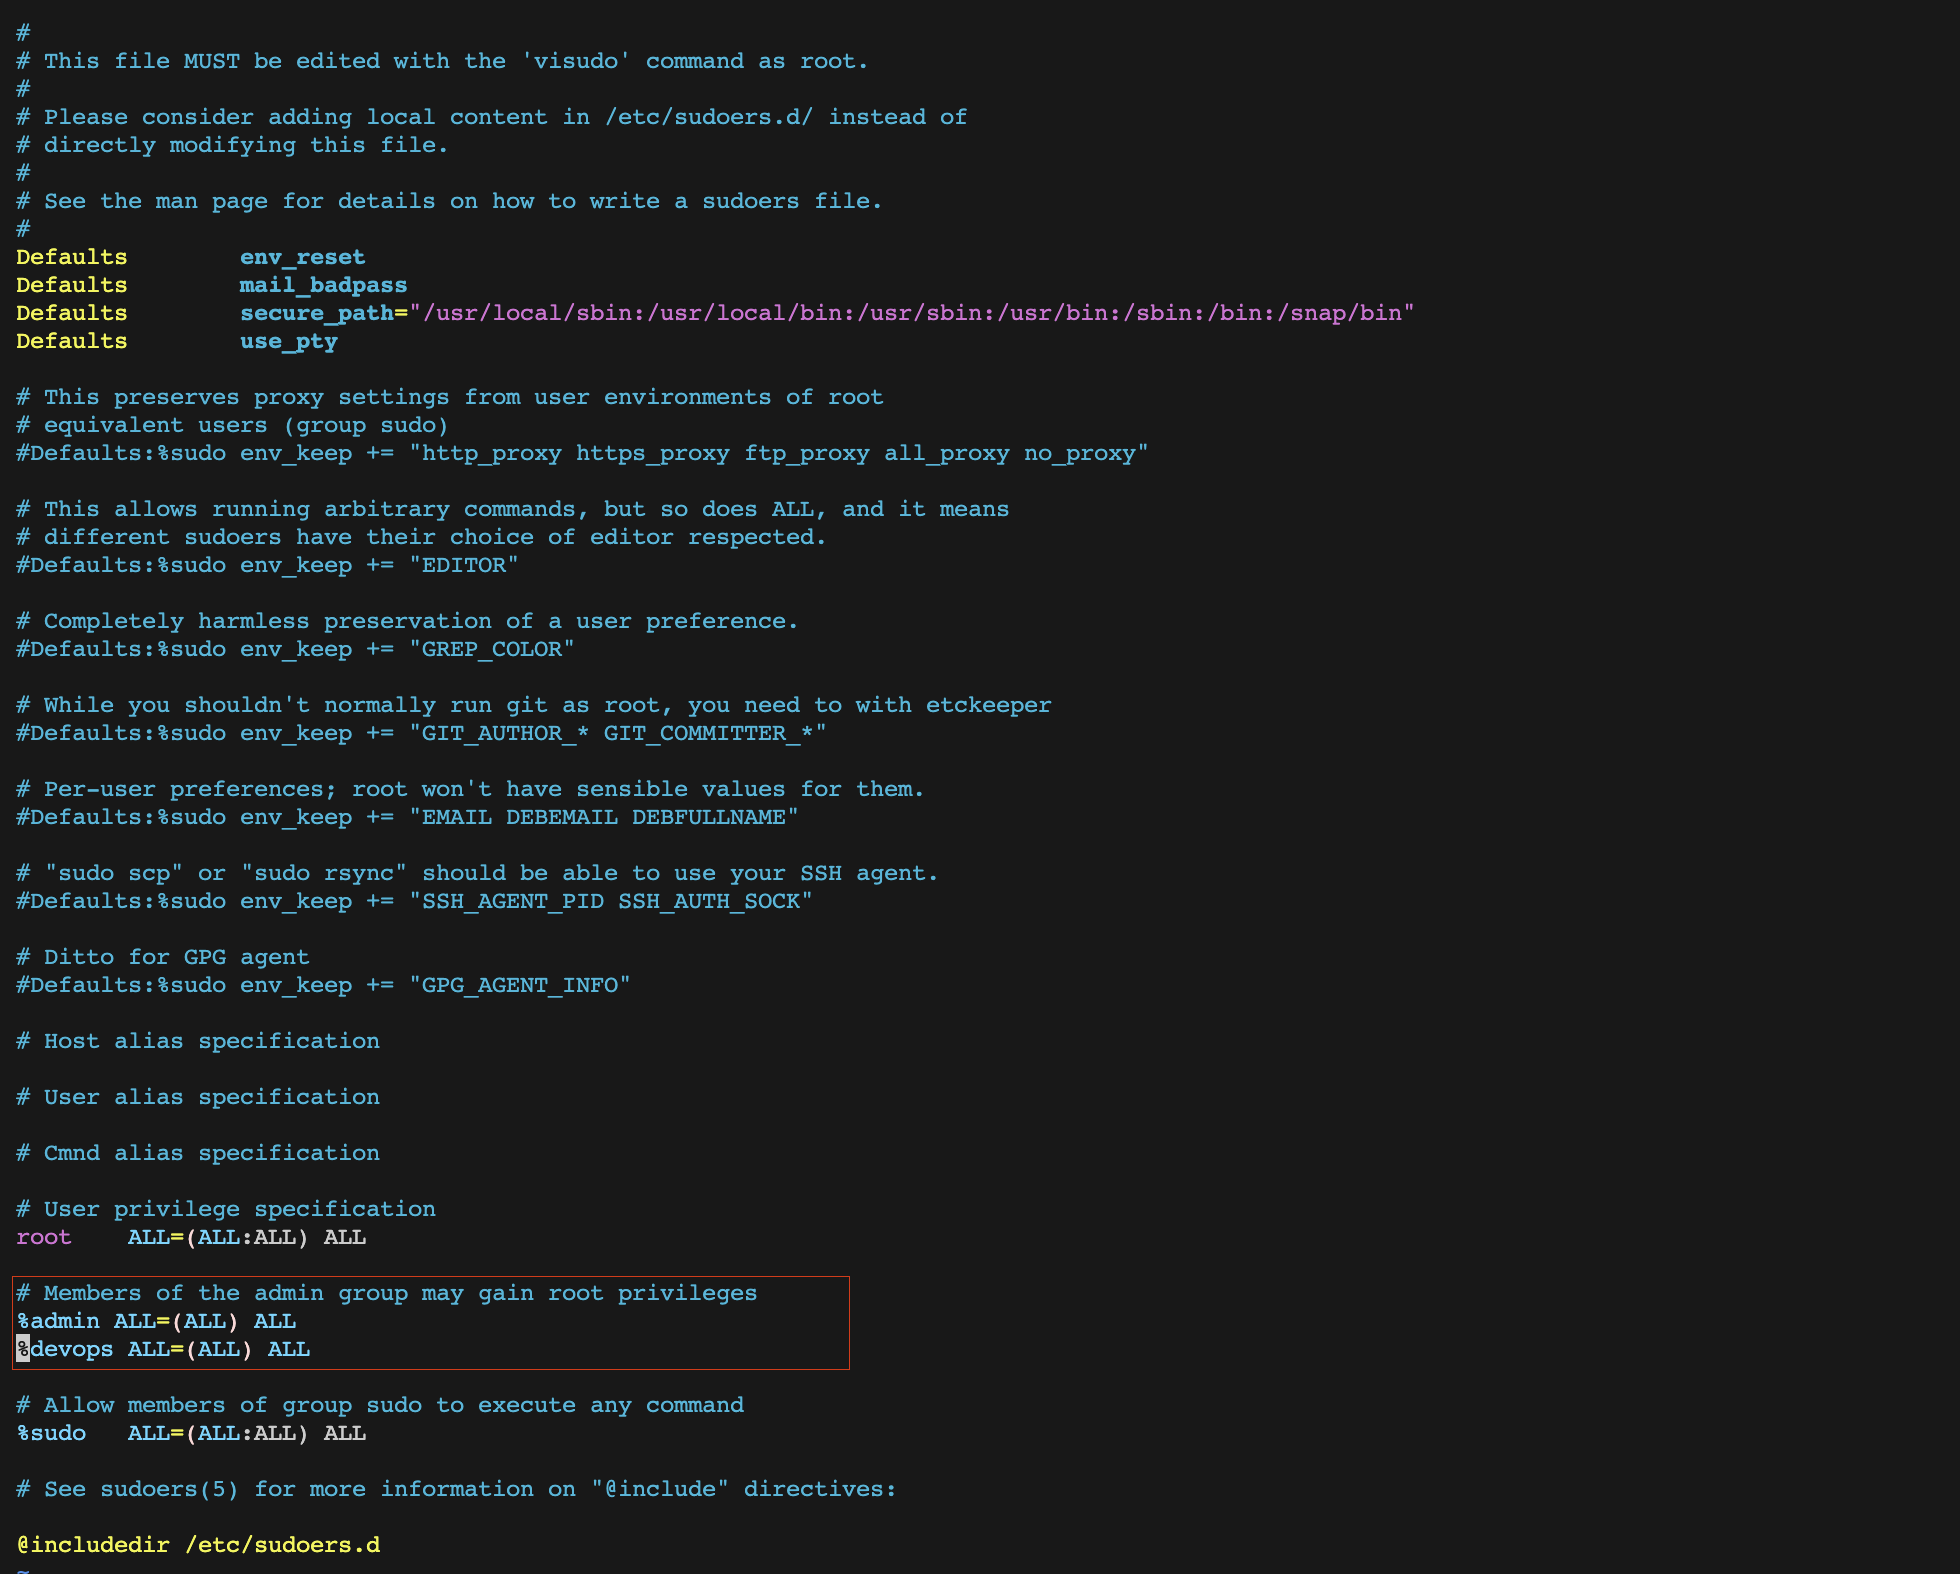 #
# This file MUST be edited with the 'visudo' command as root.
#
# Please consider adding local content in /etc/sudoers.d/ instead of
# directly modifying this file.
#
# See the man page for details on how to write a sudoers file.
#
Defaults        env_reset
Defaults        mail_badpass
Defaults        secure_path="/usr/local/sbin:/usr/local/bin:/usr/sbin:/usr/bin:/sbin:/bin:/snap/bin"
Defaults        use_pty

# This preserves proxy settings from user environments of root
# equivalent users (group sudo)
#Defaults:%sudo env_keep += "http_proxy https_proxy ftp_proxy all_proxy no_proxy"

# This allows running arbitrary commands, but so does ALL, and it means
# different sudoers have their choice of editor respected.
#Defaults:%sudo env_keep += "EDITOR"

# Completely harmless preservation of a user preference.
#Defaults:%sudo env_keep += "GREP_COLOR"

# While you shouldn't normally run git as root, you need to with etckeeper
#Defaults:%sudo env_keep += "GIT_AUTHOR_* GIT_COMMITTER_*"

# Per-user preferences; root won't have sensible values for them.
#Defaults:%sudo env_keep += "EMAIL DEBEMAIL DEBFULLNAME"

# "sudo scp" or "sudo rsync" should be able to use your SSH agent.
#Defaults:%sudo env_keep += "SSH_AGENT_PID SSH_AUTH_SOCK"

# Ditto for GPG agent
#Defaults:%sudo env_keep += "GPG_AGENT_INFO"

# Host alias specification

# User alias specification

# Cmnd alias specification

# User privilege specification
root    ALL=(ALL:ALL) ALL

# Members of the admin group may gain root privileges
%admin ALL=(ALL) ALL
%devops ALL=(ALL) ALL

# Allow members of group sudo to execute any command
%sudo   ALL=(ALL:ALL) ALL

# See sudoers(5) for more information on "@include" directives:

@includedir /etc/sudoers.d
~